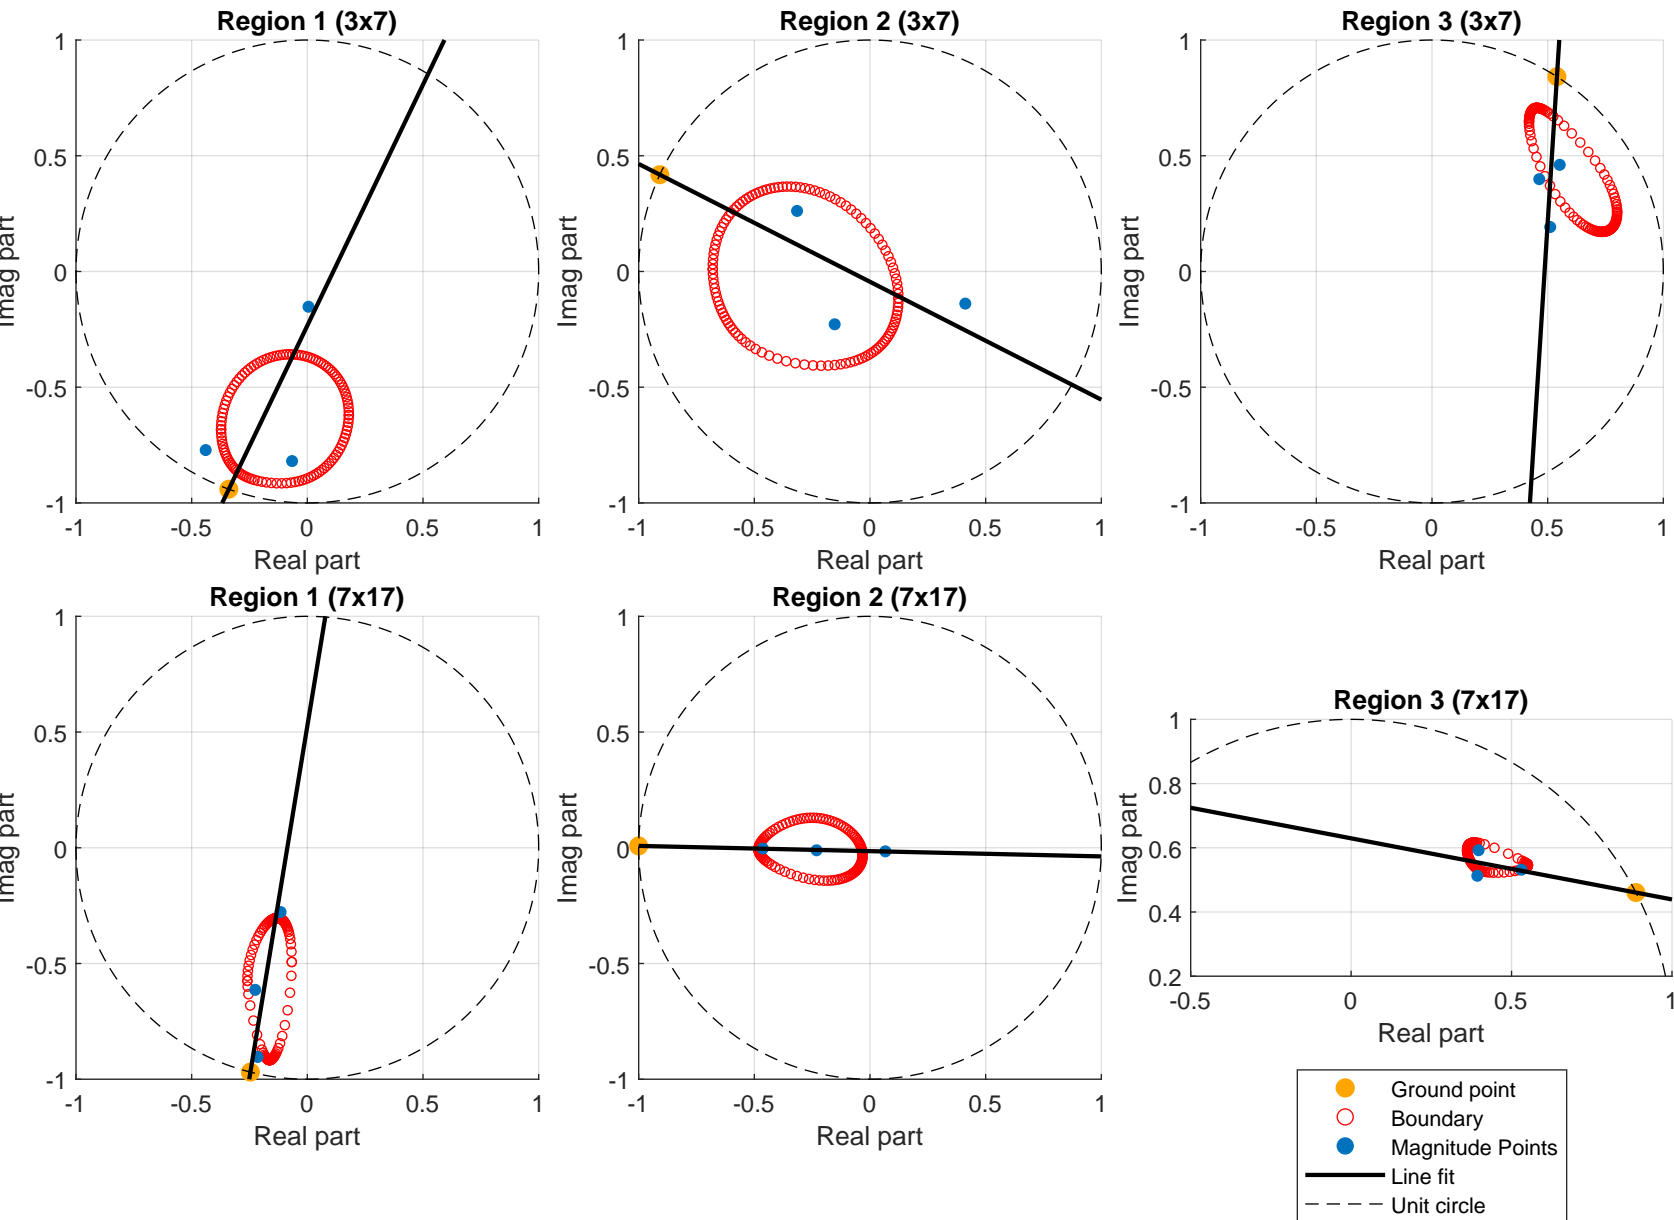 Region 1 (3x7)
1
0.5
0
-0.5
-1
-1 -0.5 0 0.5 1
Imag part
Real part
Region 2 (3x7)
1
0.5
0
-0.5
-1
-1 -0.5 0 0.5 1
Imag part
Real part
Region 3 (3x7)
1
0.5
0
-0.5
-1
-1 -0.5 0 0.5 1
Imag part
Real part
Region 1 (7x17)
1
0.5
0
-0.5
-1
-1 -0.5 0 0.5 1
Imag part
Real part
Region 2 (7x17)
1
0.5
0
-0.5
-1
-1 -0.5 0 0.5 1
Imag part
Real part
Region 3 (7x17)
1
0.8
0.6
0.4
0.2
-0.5 0 0.5 1
Imag part
Real part
Ground point
Boundary
Magnitude Points
Line fit
Unit circle